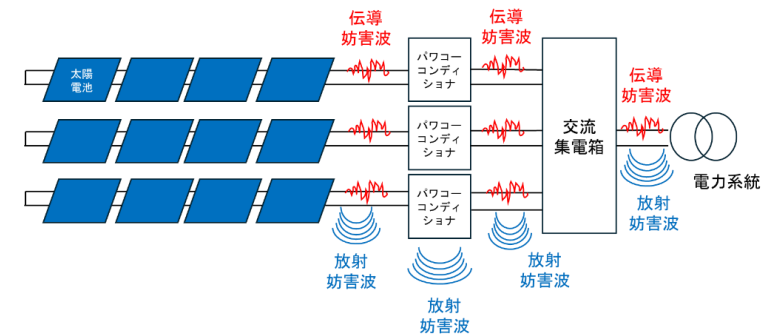 伝導
妨害波
伝導
妨害波
太陽
電池
パワコー
コンディ
ショナ
伝導
妨害波
パワコー
コンディ
ショナ
交流
集電箱
パワコー
コンディ
ショナ
電力系統
放射
妨害波
放射
妨害波
放射
妨害波
放射
妨害波